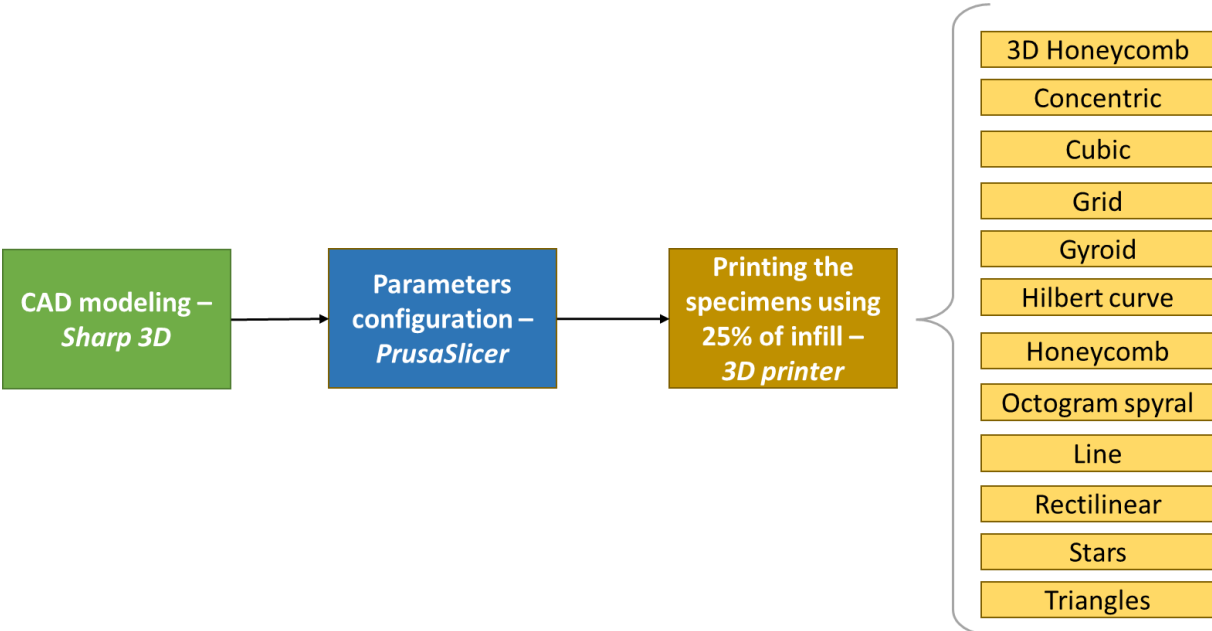 CAD modeling –
Sharp 3D
Parameters
configuration –
PrusaSlicer
Printing the
specimens using
25% of infill –
3D printer
3D Honeycomb
Concentric
Cubic
Grid
Gyroid
Hilbert curve
Honeycomb
Octogram spyral
Line
Rectilinear
Stars
Triangles